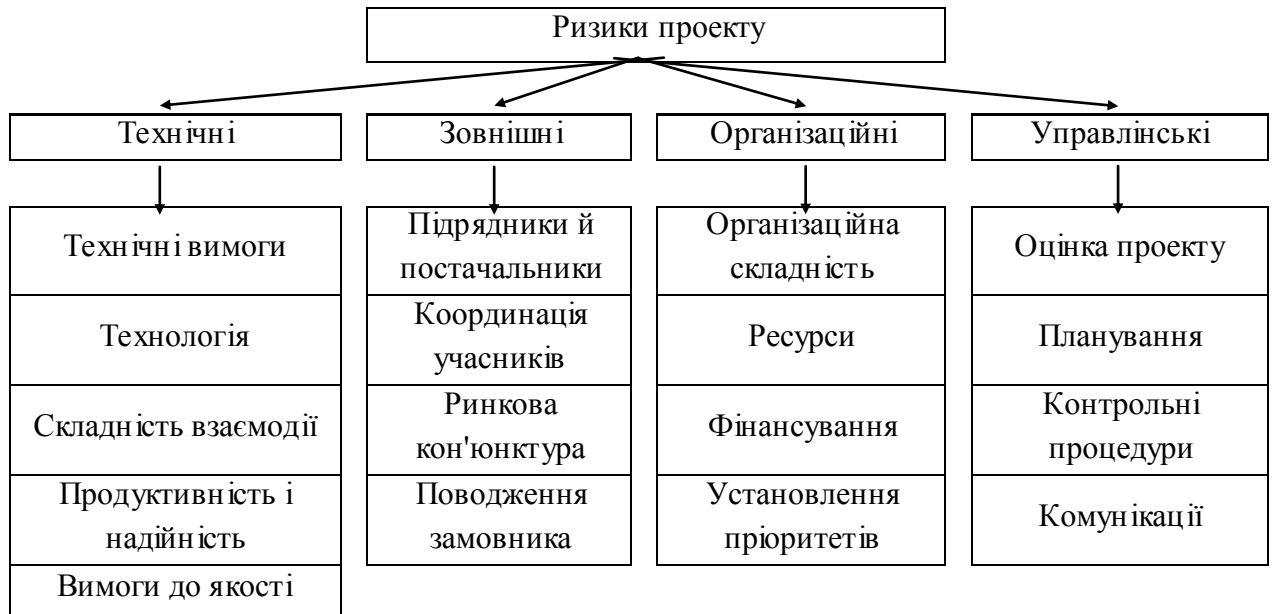 Ризики проекту
Технічні
Зовнішні
Організаційні
Управлінські
Технічні вимоги
Технологія
Складність взаємодії
Продуктивність і
надійність
Вимоги до якості
Підрядники й
постачальники
Координація
учасників
Ринкова
кон'юнктура
Поводження
замовника
Організаційна
складність
Ресурси
Фінансування
Установлення
пріоритетів
Оцінка проекту
Планування
Контрольні
процедури
Комунікації